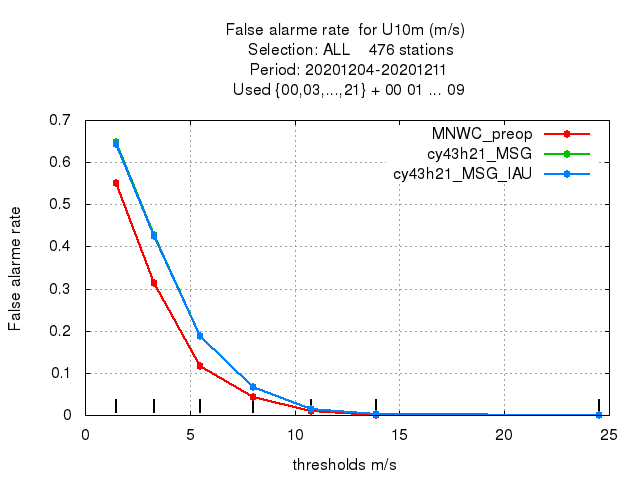 False alarme rate  for U10m (m/s)
Selection: ALL    476 stations
Period: 20201204-20201211
Used {00,03,...,21} + 00 01 ... 09
MNWC_preop
cy43h21_MSG
cy43h21_MSG_IAU
False alarme rate
0.7
0.6
0.5
0.4
0.3
0.2
0.1
0
0 5 10 15 20 25
thresholds m/s